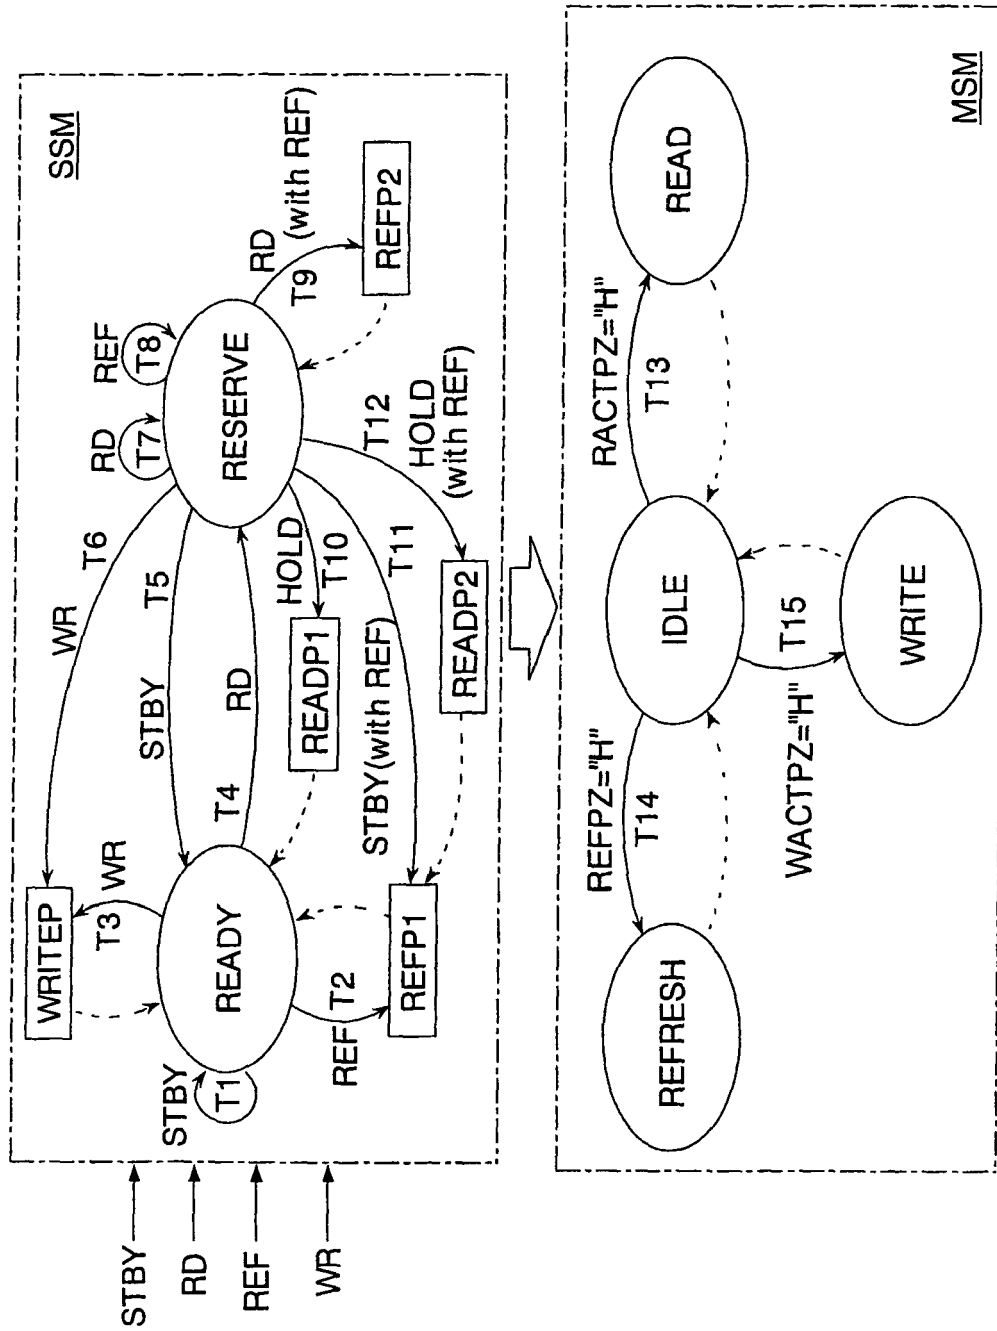 SSM
STBY
RD
REF
WR
WRITEP
T3
WR
STBY
T1
READY
REF
T2
REFP1
WR
T6
STBY
T5
T4
RD
READP1
HOLD
T10
STBY(with REF)
T11
READP2
T12
HOLD
(with REF)
RD
T7
REF
T8
RESERVE
RD
(with REF)
T9
REFP2
MSM
REFRESH
REFPZ="H"
T14
IDLE
RACTPZ="H"
T13
READ
WACTPZ="H"
T15
WRITE